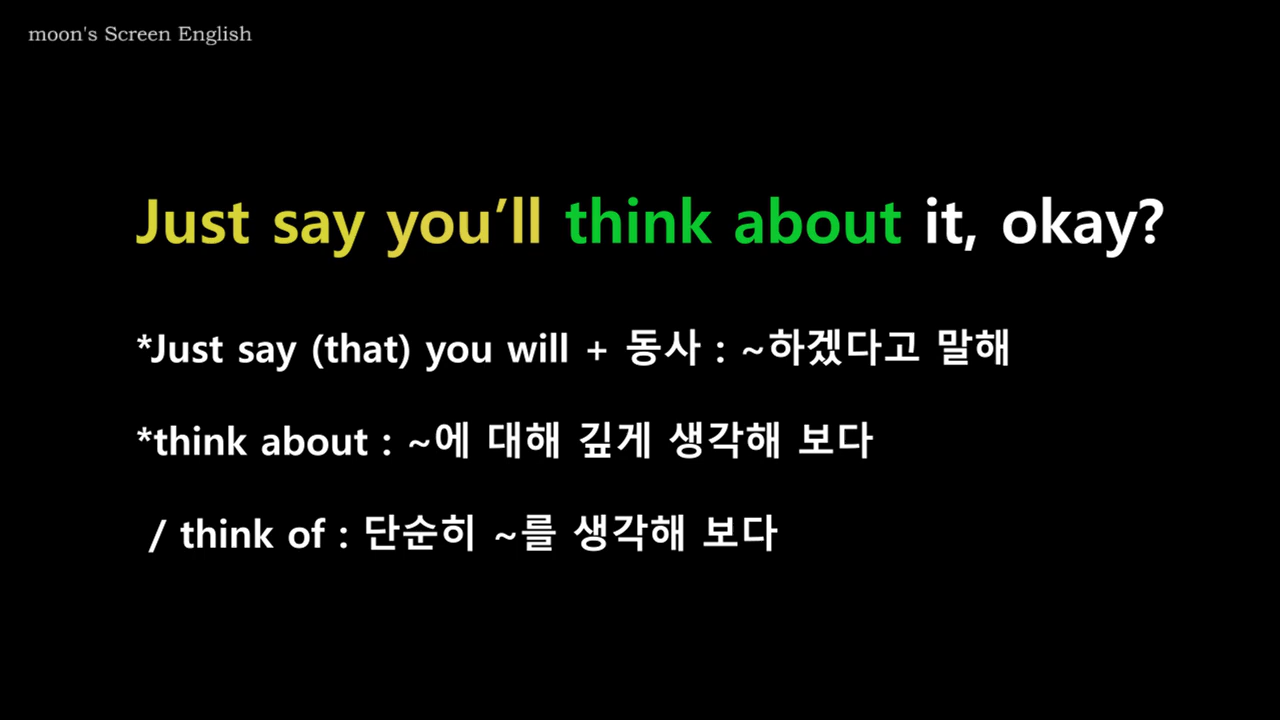 moon's Screen English
Just say you’ll think about it, okay?
*Just say (that) you will + 동사 : ~하겠다고 말해
*think about : ~에 대해 깊게 생각해 보다
/ think of : 단순히 ~를 생각해 보다